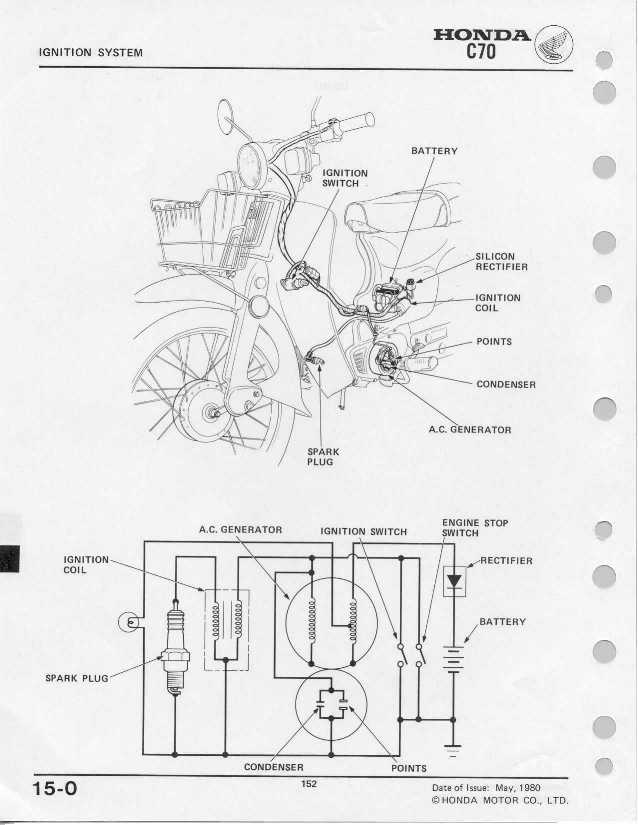 IGNITION SYSTEM
HONDA
C70
BATTERY
IGNITION
SWITCH
SILICON
RECTIFIER
IGNITION
COIL
POINTS
CONDENSER
A.C. GENERATOR
SPARK
PLUG
A.C. GENERATOR
IGNITION SWITCH
ENGINE STOP
SWITCH
IGNITION
COIL
RECTIFIER
BATTERY
SPARK PLUG
CONDENSER
POINTS
15-0
152
Date of Issue: May, 1980
© HONDA MOTOR CO., LTD.